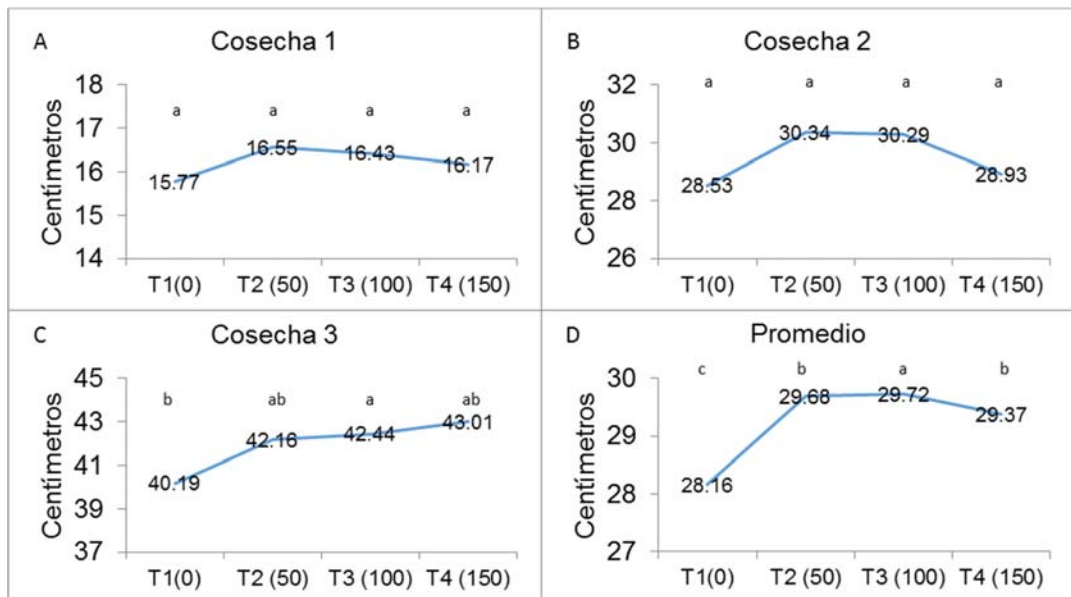 A
Cosecha 1
Centímetros
18
17
16
15
14
a a a a
15.77 16.55 16.43 16.17
T1(0) T2 (50) T3 (100) T4 (150)
B
Cosecha 2
Centímetros
32
30
28
26
a a a a
28.53 30.34 30.29 28.93
T1(0) T2 (50) T3 (100) T4 (150)
C
Cosecha 3
Centímetros
45
43
41
39
37
b ab a ab
40.19 42.16 42.44 43.01
T1(0) T2 (50) T3 (100) T4 (150)
D
Promedio
Centímetros
30
29
28
27
c b a b
28.16 29.68 29.72 29.37
T1(0) T2 (50) T3 (100) T4 (150)